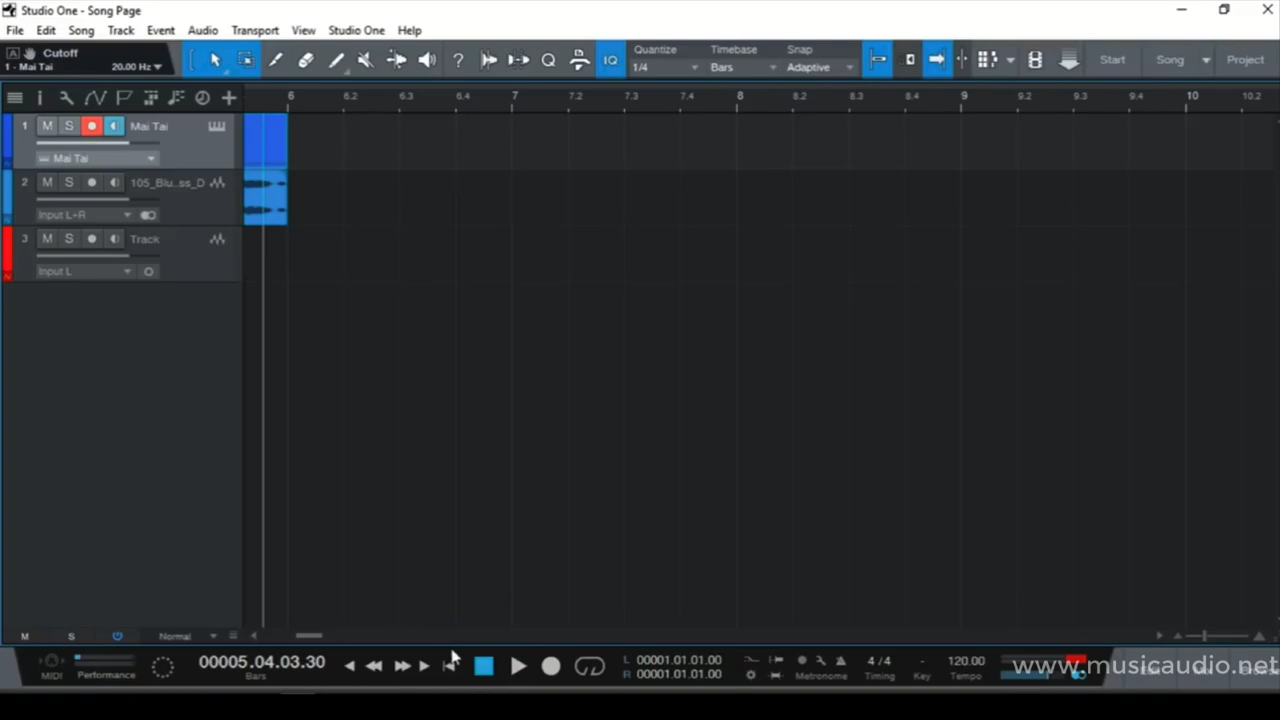 Studio One - Song Page
File Edit Song Track Event Audio Transport View Studio One Help
A Cutoff
1 - Mai Tai 20.00 Hz
? IQ
Quantize Timebase Snap
1/4 Bars Adaptive
Start Song Project
6 6.2 6.3 6.4 7 7.2 7.3 7.4 8 8.2 8.3 8.4 9 9.2 9.3 9.4 10 10.2
1 M S Mai Tai
Mai Tai
2 M S 105_Blu..ss_D
Input L+R
3 M S Track
Input L
M S Normal
MIDI Performance
00005.04.03.30
Bars
L 00001.01.01.00
R 00001.01.01.00
Metronome
4 / 4
Timing
-
Key
120.00
Tempo
www.musicaudio.net